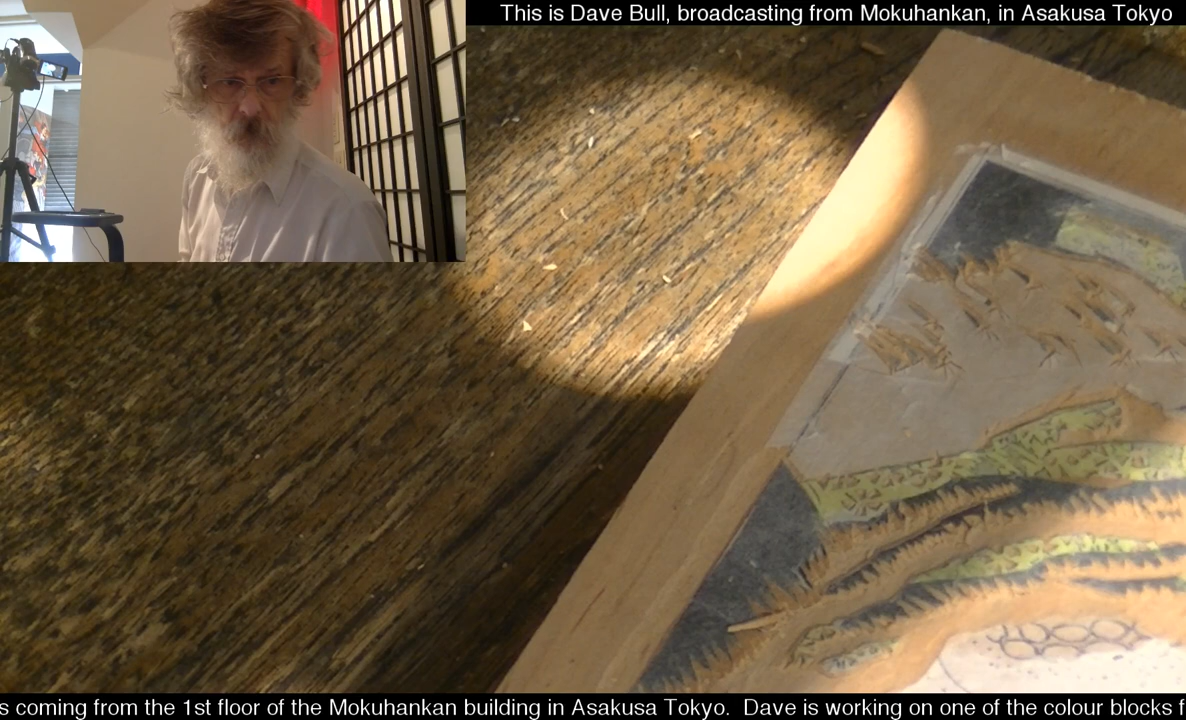 This is Dave Bull, broadcasting from Mokuhankan, in Asakusa Tokyo
s coming from the 1st floor of the Mokuhankan building in Asakusa Tokyo. Dave is working on one of the colour blocks f